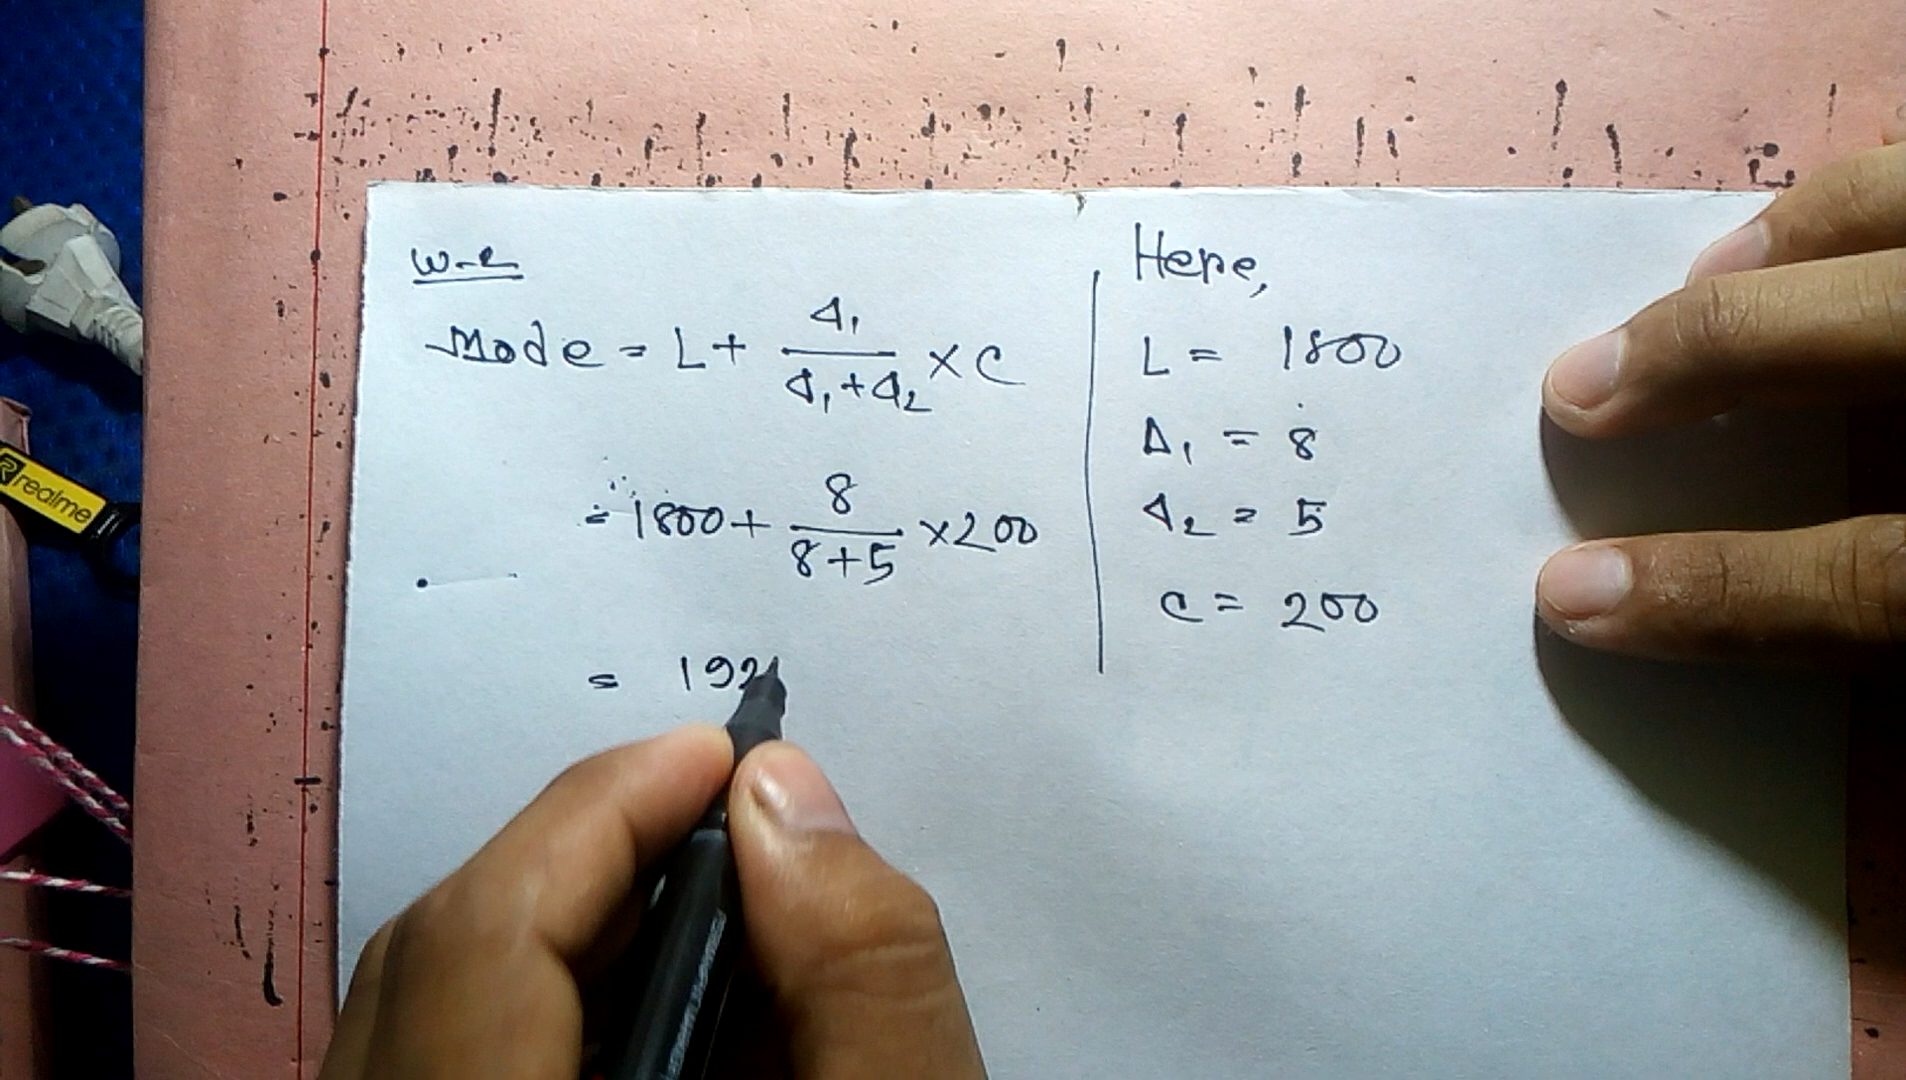 W-e
Mode = L + Δ₁/(Δ₁+Δ₂) × C
= 1800 + 8/(8+5) × 200
= 192
Here,
L = 1800
Δ₁ = 8
Δ₂ = 5
C = 200
realme